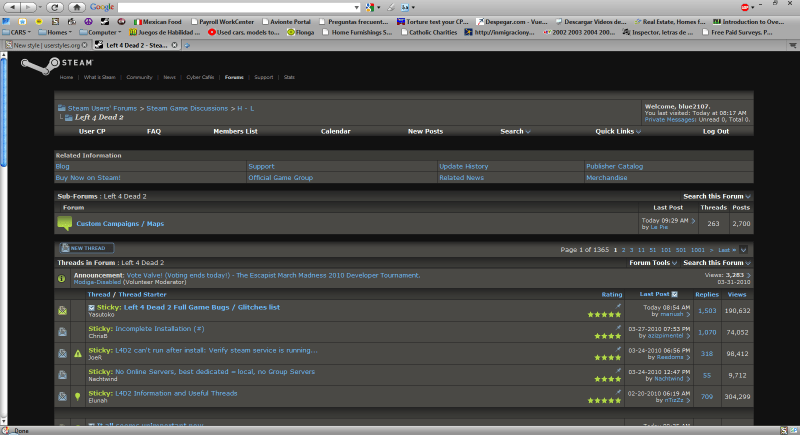 Google
Mexican Food Payroll WorkCenter Avionte Portal Preguntas frecuent... Torture test your CP... Despegar.com - Vue... Descargar Videos de... Real Estate, Homes f... Introduction to Ove...
CARS Homes Computer Juegos de Habilidad ... Used cars. models to... Flonga Home Furnishings S... Catholic Charities http://inmigraciony... 2002 2003 2004 200... Inspector, letras de ... Free Paid Surveys. P...
New style | userstyles.org Left 4 Dead 2 - Stea...
STEAM
Home What is Steam Community News Cyber Cafés Forums Support Stats
Steam Users' Forums > Steam Game Discussions > H - L
Left 4 Dead 2
Welcome, blue2107.
You last visited: Today at 08:17 AM
Private Messages: Unread 0, Total 0.
User CP FAQ Members List Calendar New Posts Search Quick Links Log Out
Related Information
Blog Support Update History Publisher Catalog
Buy Now on Steam! Official Game Group Related News Merchandise
Sub-Forums : Left 4 Dead 2 Search this Forum
Forum Last Post Threads Posts
Custom Campaigns / Maps Today 09:29 AM 263 2,700
by Le Pia
NEW THREAD Page 1 of 1365 1 2 3 11 51 101 501 1001 > Last »
Threads in Forum : Left 4 Dead 2 Forum Tools Search this Forum
Announcement: Vote Valve! (Voting ends today!) - The Escapist March Madness 2010 Developer Tournament. Views: 3,283
Modiga-Disabled (Volunteer Moderator) 03-31-2010
Thread / Thread Starter Rating Last Post Replies Views
Sticky: Left 4 Dead 2 Full Game Bugs / Glitches list Today 08:54 AM 1,503 190,632
Yasutoko by
Sticky: Incomplete Installation (*) 03-27-2010 07:53 PM 1,070 74,052
ChrisB by azizpimentel
Sticky: L4D2 can't run after install: Verify steam service is running... 03-24-2010 06:56 PM 318 98,412
JoeR by Reedoms
Sticky: No Online Servers, best dedicated = local, no Group Servers 03-24-2010 12:47 PM 55 9,712
Nachtwind by Nachtwind
Sticky: L4D2 Information and Useful Threads 02-20-2010 06:19 AM 709 304,299
Elunah by nTizZz
Done